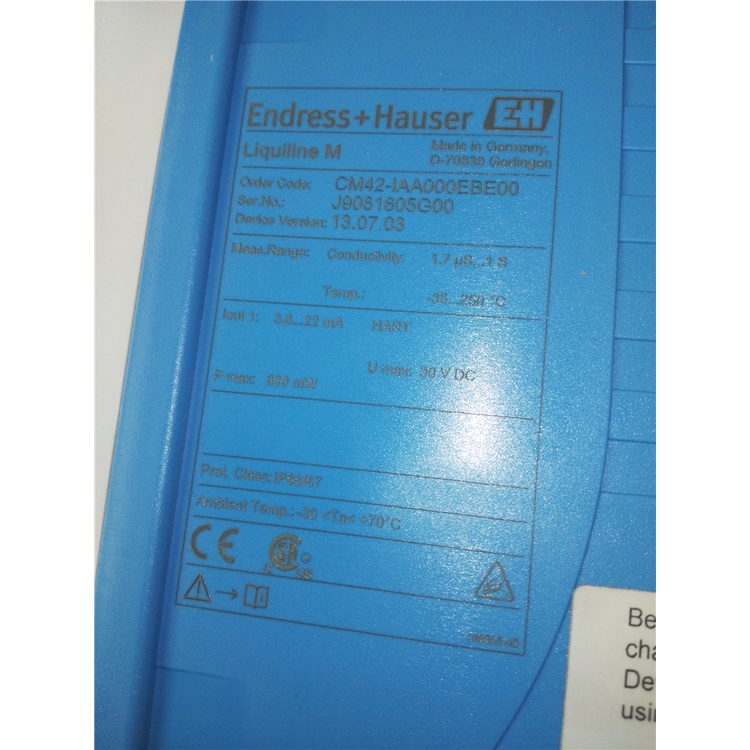 Endress+Hauser EH
Liquiline M
Made in Germany,
D-70839 Gerlingen
Order Code: CM42-IAA000EBE00
Ser.No.: J9081605G00
Device Version: 13.07.03
Meas.Range: Conductivity: 1.7 µS...1 S
Temp.: -35...250 °C
Iout 1: 3.6...22 mA HART
P max: mW U max: 30 V DC
Prot. Class: IP66/67
Ambient Temp.: -30 <Ta< +70°C
CE
Be
cha
De
usi